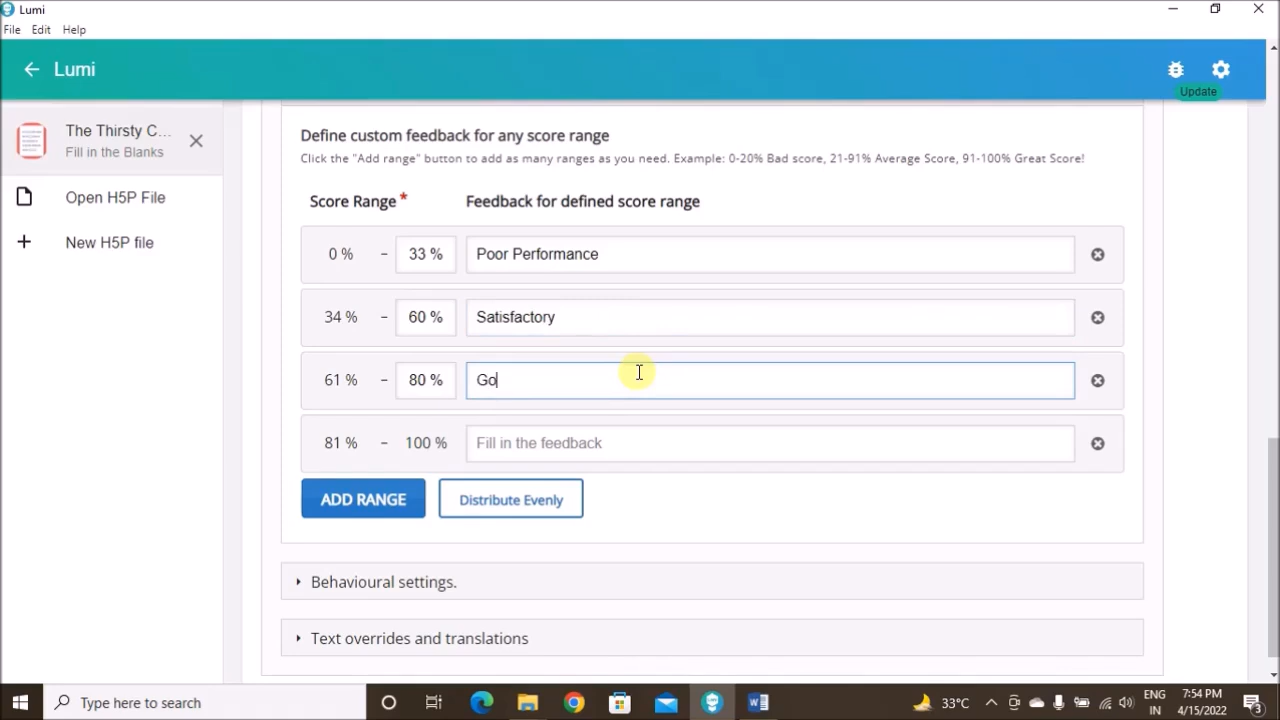 Lumi
File Edit Help
Lumi
Update
The Thirsty C...
Fill in the Blanks
Open H5P File
New H5P file
Define custom feedback for any score range
Click the "Add range" button to add as many ranges as you need. Example: 0-20% Bad score, 21-91% Average Score, 91-100% Great Score!
Score Range * Feedback for defined score range
0 % – 33 % Poor Performance
34 % – 60 % Satisfactory
61 % – 80 % Go
81 % – 100 % Fill in the feedback
ADD RANGE Distribute Evenly
Behavioural settings.
Text overrides and translations
Type here to search
33°C
ENG
IN
7:54 PM
4/15/2022
3